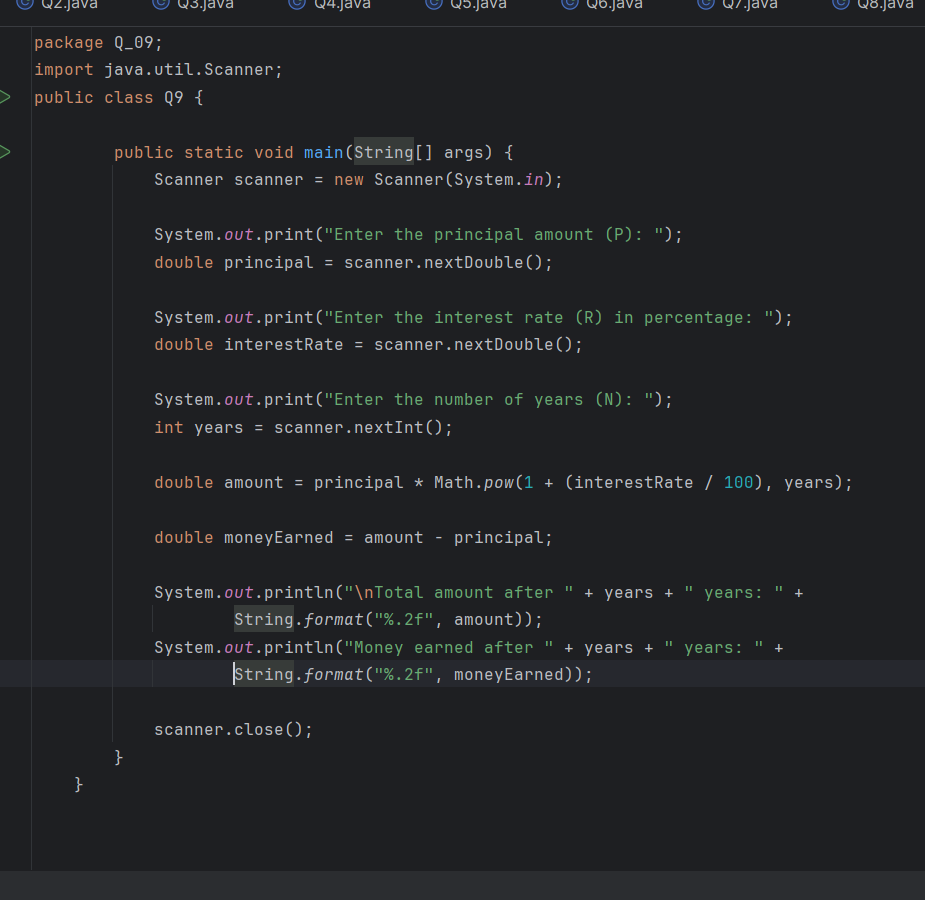 Q2.java Q3.java Q4.java Q5.java Q6.java Q7.java Q8.java
package Q_09;
import java.util.Scanner;
public class Q9 {
public static void main(String[] args) {
Scanner scanner = new Scanner(System.in);
System.out.print("Enter the principal amount (P): ");
double principal = scanner.nextDouble();
System.out.print("Enter the interest rate (R) in percentage: ");
double interestRate = scanner.nextDouble();
System.out.print("Enter the number of years (N): ");
int years = scanner.nextInt();
double amount = principal * Math.pow(1 + (interestRate / 100), years);
double moneyEarned = amount - principal;
System.out.println("\nTotal amount after " + years + " years: " +
String.format("%.2f", amount));
System.out.println("Money earned after " + years + " years: " +
String.format("%.2f", moneyEarned));
scanner.close();
}
}